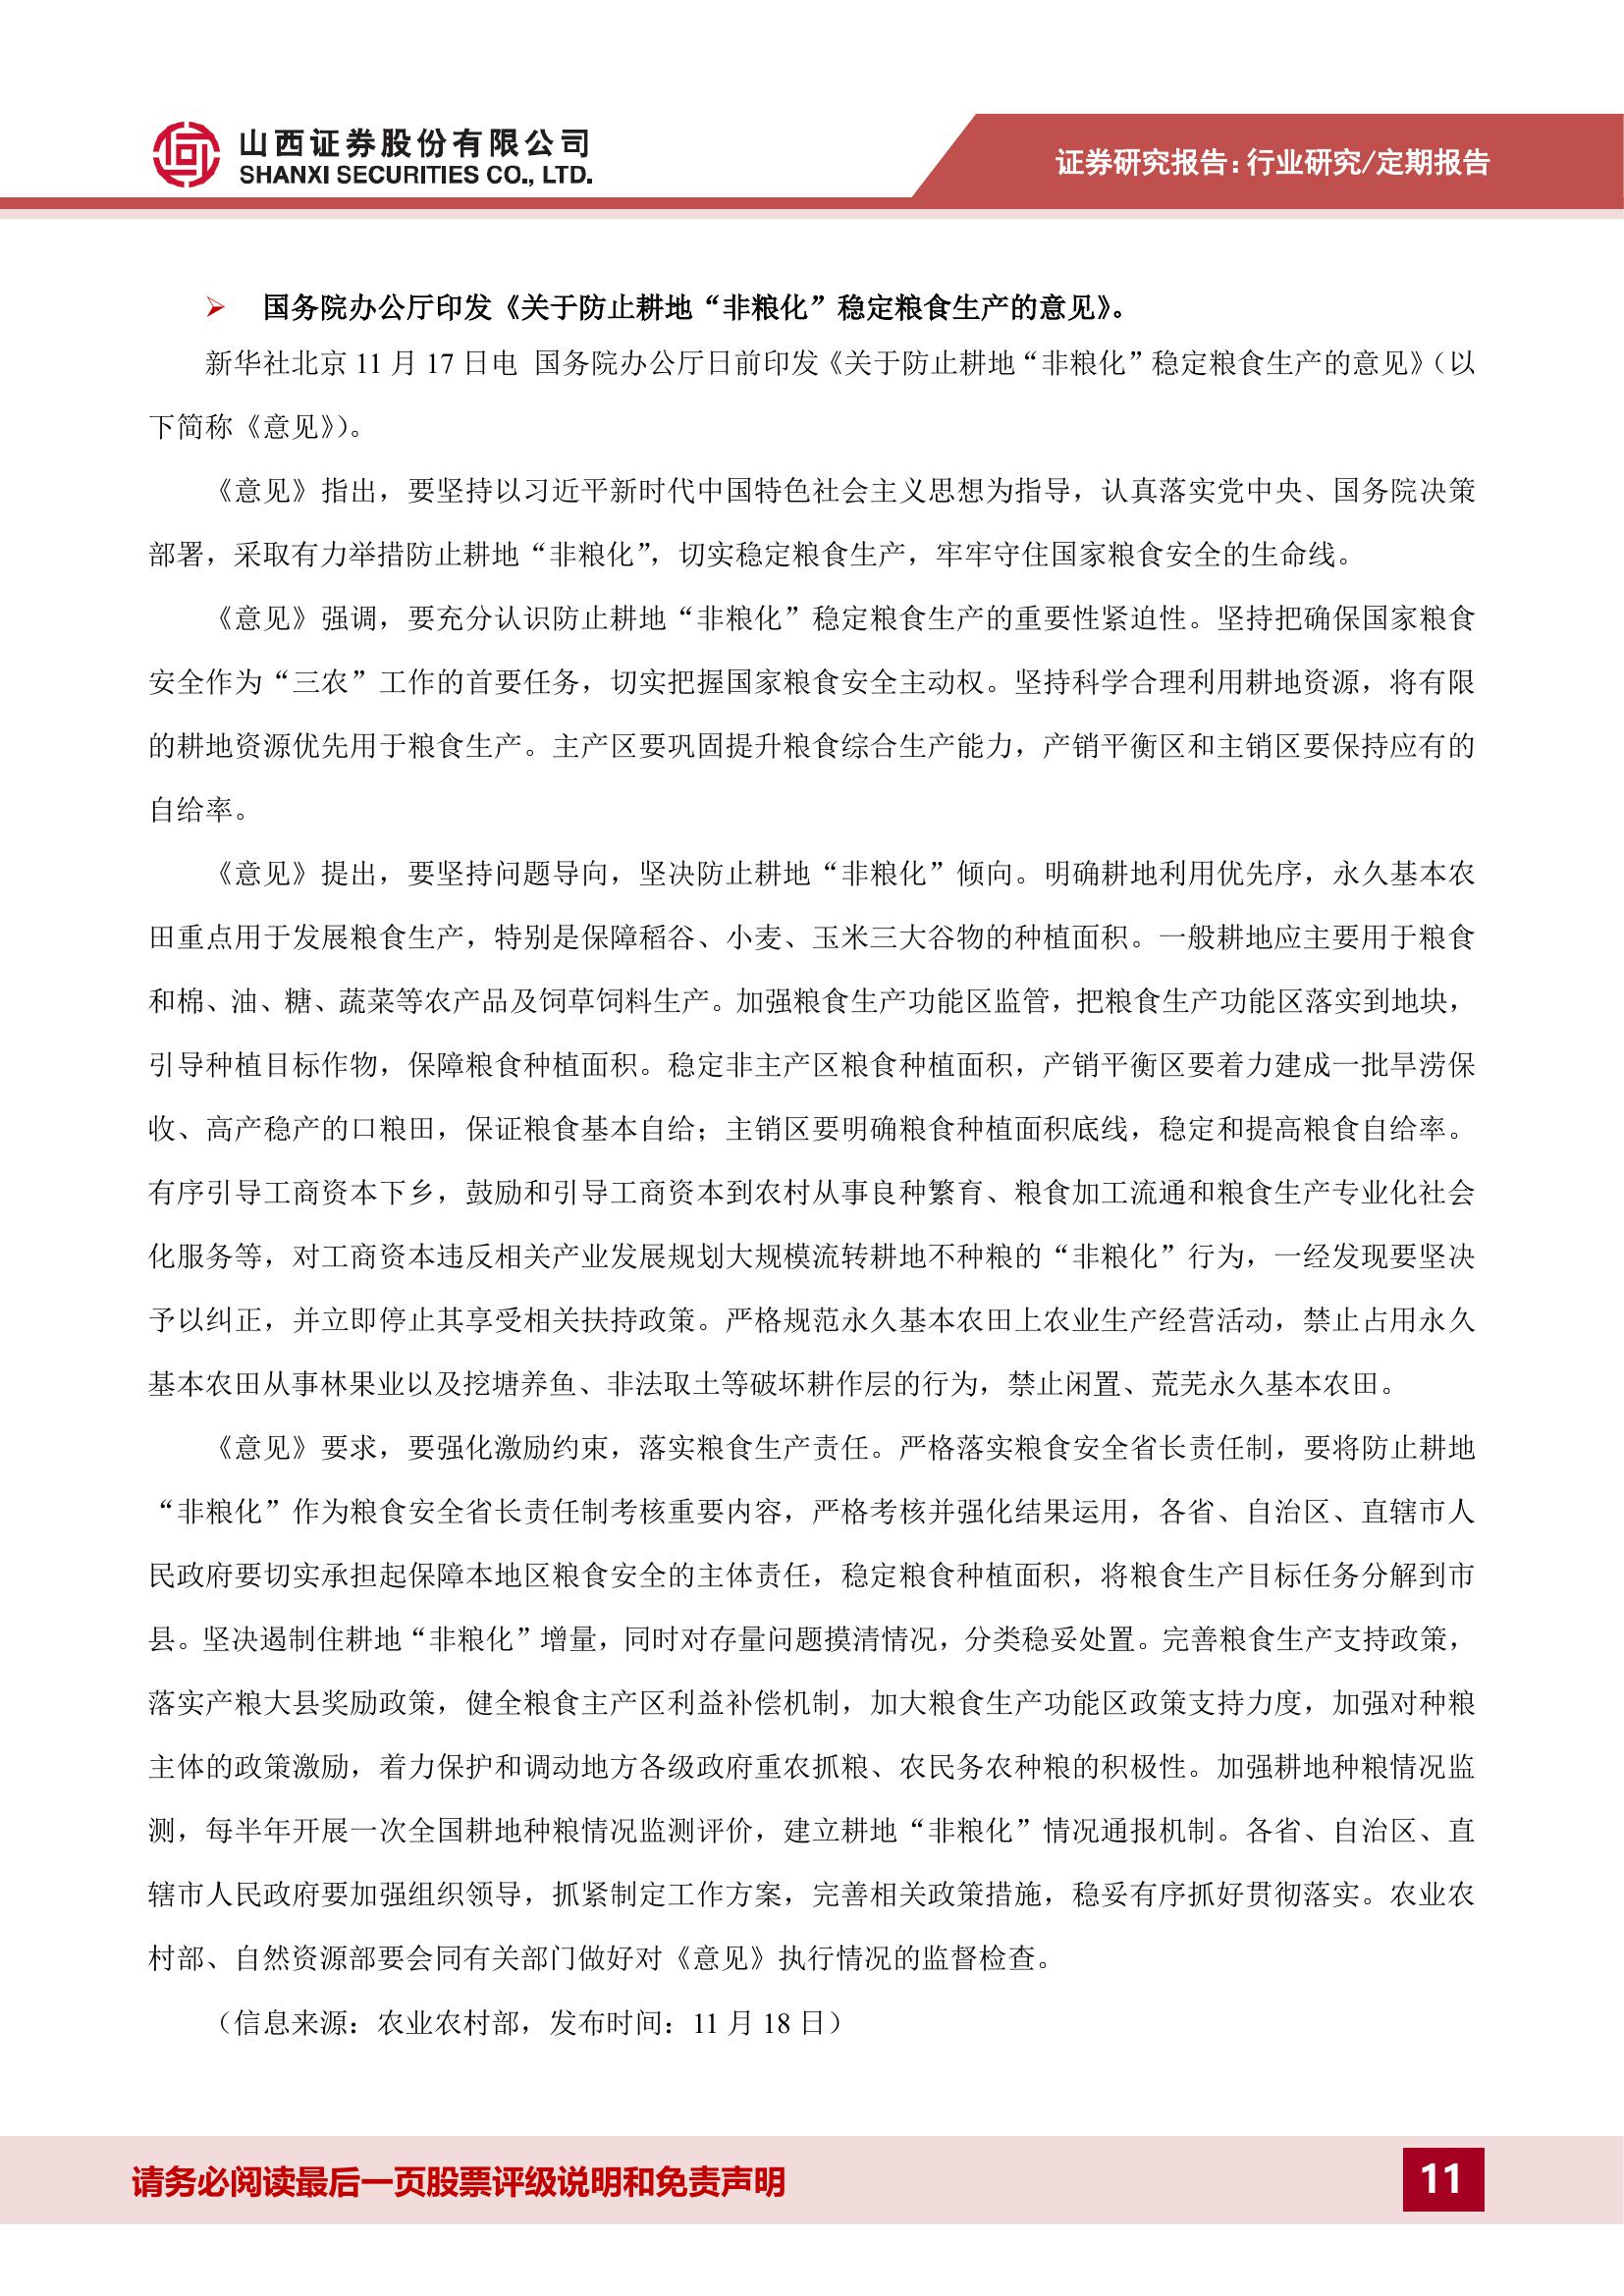 山西证券股份有限公司
SHANXI SECURITIES CO., LTD.
证券研究报告：行业研究/定期报告
➢ 国务院办公厅印发《关于防止耕地“非粮化”稳定粮食生产的意见》。
新华社北京 11 月 17 日电 国务院办公厅日前印发《关于防止耕地“非粮化”稳定粮食生产的意见》（以
下简称《意见》）。
《意见》指出，要坚持以习近平新时代中国特色社会主义思想为指导，认真落实党中央、国务院决策
部署，采取有力举措防止耕地“非粮化”，切实稳定粮食生产，牢牢守住国家粮食安全的生命线。
《意见》强调，要充分认识防止耕地“非粮化”稳定粮食生产的重要性紧迫性。坚持把确保国家粮食
安全作为“三农”工作的首要任务，切实把握国家粮食安全主动权。坚持科学合理利用耕地资源，将有限
的耕地资源优先用于粮食生产。主产区要巩固提升粮食综合生产能力，产销平衡区和主销区要保持应有的
自给率。
《意见》提出，要坚持问题导向，坚决防止耕地“非粮化”倾向。明确耕地利用优先序，永久基本农
田重点用于发展粮食生产，特别是保障稻谷、小麦、玉米三大谷物的种植面积。一般耕地应主要用于粮食
和棉、油、糖、蔬菜等农产品及饲草饲料生产。加强粮食生产功能区监管，把粮食生产功能区落实到地块，
引导种植目标作物，保障粮食种植面积。稳定非主产区粮食种植面积，产销平衡区要着力建成一批旱涝保
收、高产稳产的口粮田，保证粮食基本自给；主销区要明确粮食种植面积底线，稳定和提高粮食自给率。
有序引导工商资本下乡，鼓励和引导工商资本到农村从事良种繁育、粮食加工流通和粮食生产专业化社会
化服务等，对工商资本违反相关产业发展规划大规模流转耕地不种粮的“非粮化”行为，一经发现要坚决
予以纠正，并立即停止其享受相关扶持政策。严格规范永久基本农田上农业生产经营活动，禁止占用永久
基本农田从事林果业以及挖塘养鱼、非法取土等破坏耕作层的行为，禁止闲置、荒芜永久基本农田。
《意见》要求，要强化激励约束，落实粮食生产责任。严格落实粮食安全省长责任制，要将防止耕地
“非粮化”作为粮食安全省长责任制考核重要内容，严格考核并强化结果运用，各省、自治区、直辖市人
民政府要切实承担起保障本地区粮食安全的主体责任，稳定粮食种植面积，将粮食生产目标任务分解到市
县。坚决遏制住耕地“非粮化”增量，同时对存量问题摸清情况，分类稳妥处置。完善粮食生产支持政策，
落实产粮大县奖励政策，健全粮食主产区利益补偿机制，加大粮食生产功能区政策支持力度，加强对种粮
主体的政策激励，着力保护和调动地方各级政府重农抓粮、农民务农种粮的积极性。加强耕地种粮情况监
测，每半年开展一次全国耕地种粮情况监测评价，建立耕地“非粮化”情况通报机制。各省、自治区、直
辖市人民政府要加强组织领导，抓紧制定工作方案，完善相关政策措施，稳妥有序抓好贯彻落实。农业农
村部、自然资源部要会同有关部门做好对《意见》执行情况的监督检查。
（信息来源：农业农村部，发布时间：11 月 18 日）
请务必阅读最后一页股票评级说明和免责声明
11